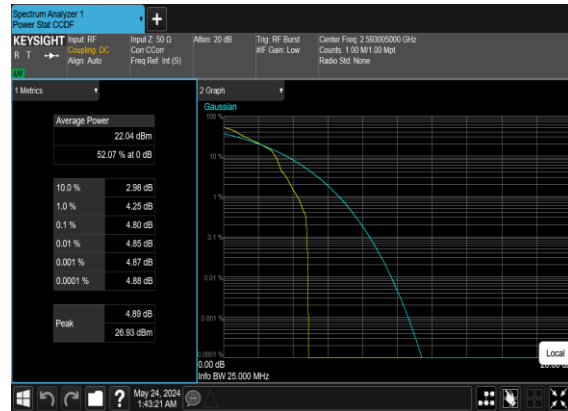 Spectrum Analyzer 1
Power Stat CCDF
KEYSIGHT
R T
LW
Input: RF
Coupling: DC
Align: Auto
Input Z: 50 Ω
Corr CCorr
Freq Ref: Int (S)
Atten: 20 dB
Trig: RF Burst
#IF Gain: Low
Center Freq: 2.593005000 GHz
Counts: 1.00 M/1.00 Mpt
Radio Std: None
1 Metrics
Average Power
22.04 dBm
52.07 % at 0 dB
10.0 % 2.98 dB
1.0 % 4.25 dB
0.1 % 4.80 dB
0.01 % 4.85 dB
0.001 % 4.87 dB
0.0001 % 4.88 dB
Peak 4.89 dB
26.93 dBm
2 Graph
Gaussian
100 %
10 %
1 %
0.1 %
0.01 %
0.001 %
0.0001 %
0.00 dB
Info BW 25.000 MHz
Local
?
May 24, 2024
1:43:21 AM